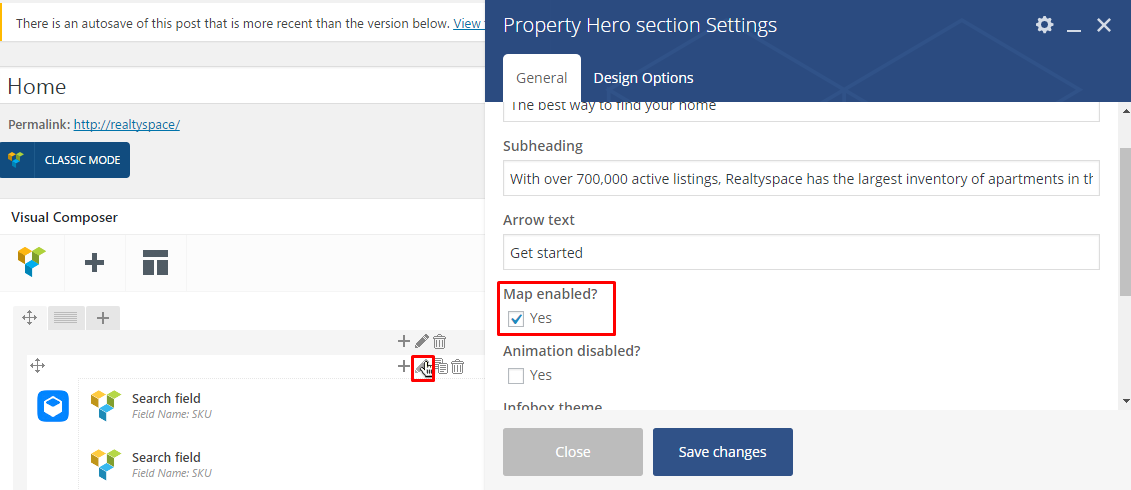 There is an autosave of this post that is more recent than the version below. View
Home
Permalink: http://realtyspace/
CLASSIC MODE
Visual Composer
Search field
Field Name: SKU
Search field
Field Name: SKU
Property Hero section Settings
General
Design Options
The best way to find your home
Subheading
With over 700,000 active listings, Realtyspace has the largest inventory of apartments in th
Arrow text
Get started
Map enabled?
Yes
Animation disabled?
Yes
Infobox theme
Close
Save changes